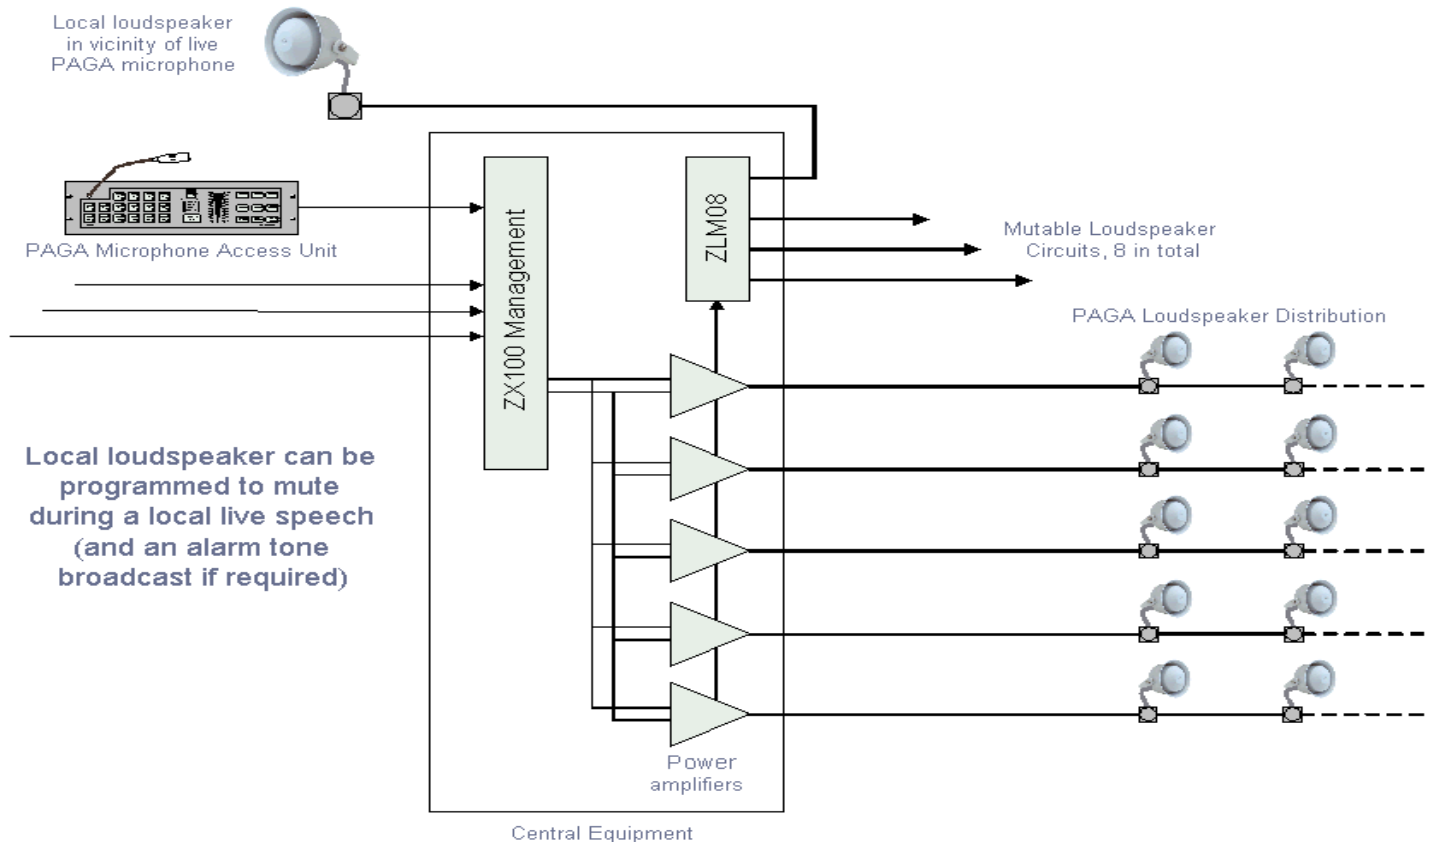 Local loudspeaker
in vicinity of live
PAGA microphone
PAGA Microphone Access Unit
ZX100 Management
ZLM08
Mutable Loudspeaker
Circuits, 8 in total
PAGA Loudspeaker Distribution
Local loudspeaker can be
programmed to mute
during a local live speech
(and an alarm tone
broadcast if required)
Power
amplifiers
Central Equipment